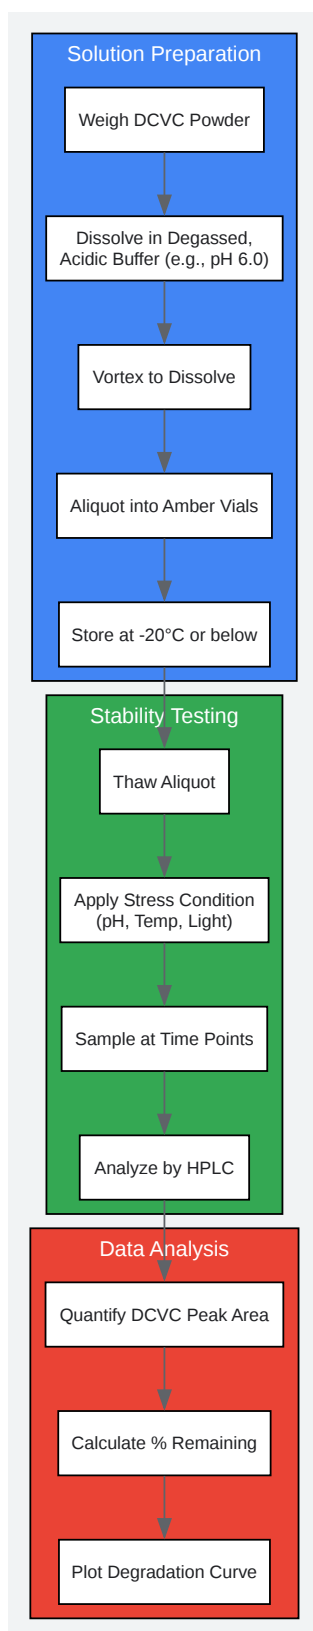 Solution Preparation
Weigh DCVC Powder
Dissolve in Degassed,
Acidic Buffer (e.g., pH 6.0)
Vortex to Dissolve
Aliquot into Amber Vials
Store at -20°C or below
Stability Testing
Thaw Aliquot
Apply Stress Condition
(pH, Temp, Light)
Sample at Time Points
Analyze by HPLC
Data Analysis
Quantify DCVC Peak Area
Calculate % Remaining
Plot Degradation Curve